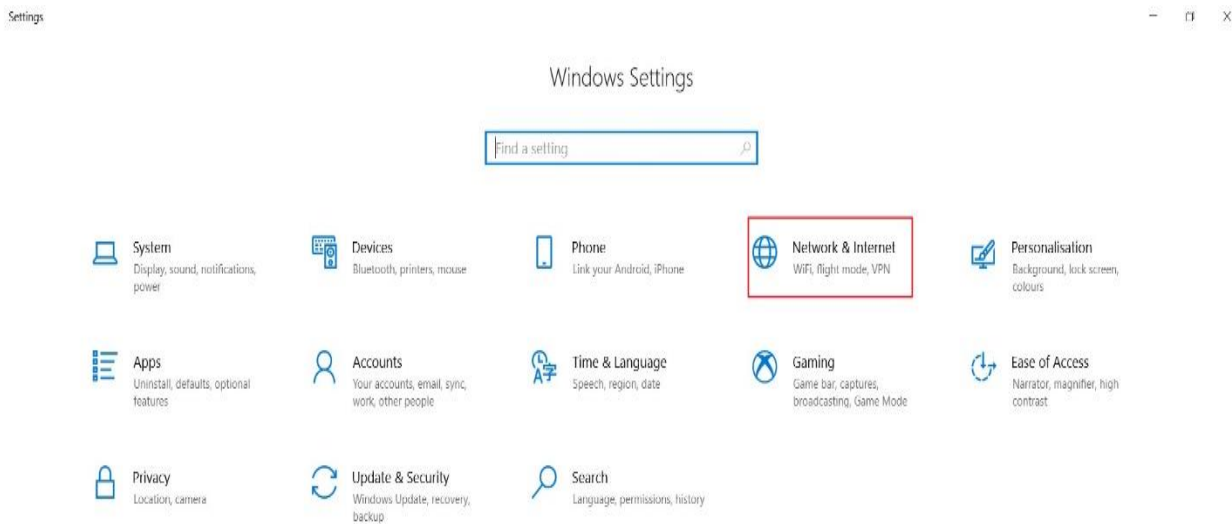 Settings
Windows Settings
Find a setting
System
Display, sound, notifications,
power
Devices
Bluetooth, printers, mouse
Phone
Link your Android, iPhone
Network & Internet
WiFi, flight mode, VPN
Personalisation
Background, lock screen,
colours
Apps
Uninstall, defaults, optional
features
Accounts
Your accounts, email, sync,
work, other people
Time & Language
Speech, region, date
Gaming
Game bar, captures,
broadcasting, Game Mode
Ease of Access
Narrator, magnifier, high
contrast
Privacy
Location, camera
Update & Security
Windows Update, recovery,
backup
Search
Language, permissions, history